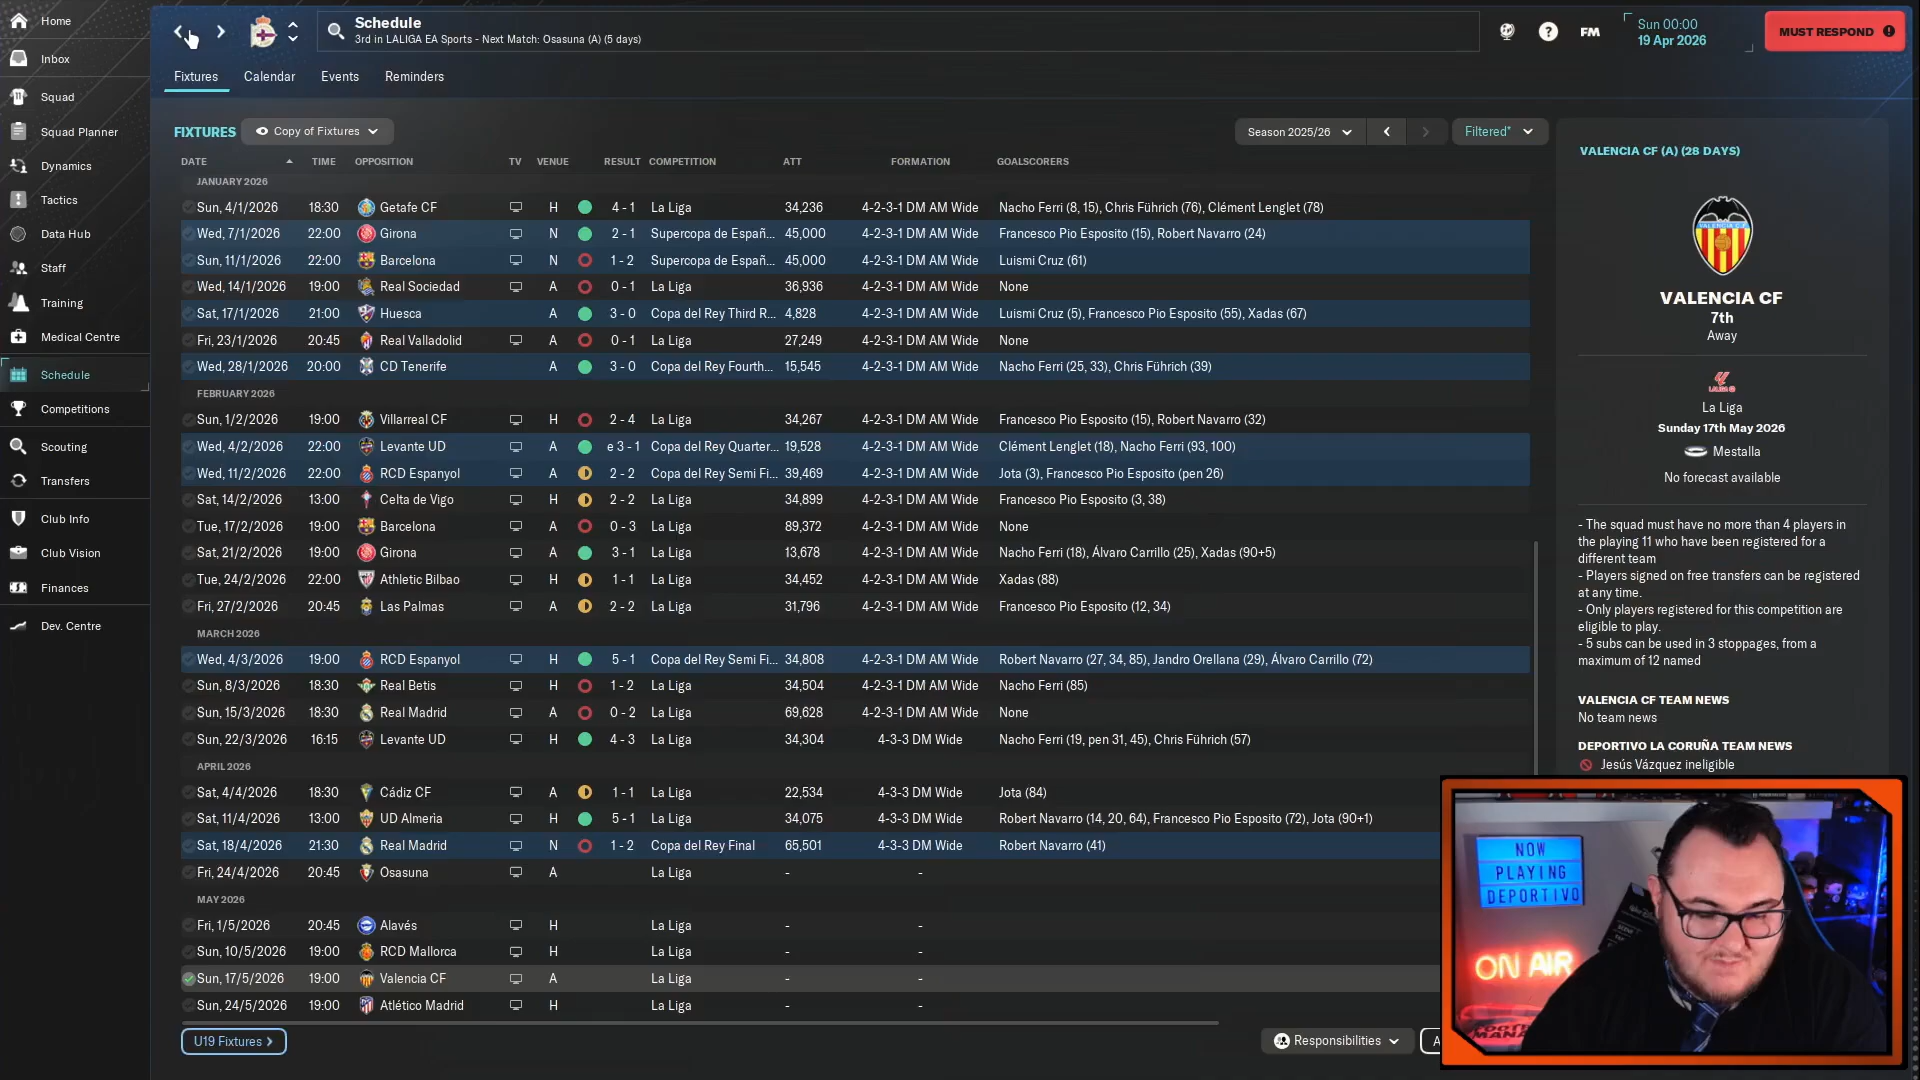 Home
Inbox
Squad
Squad Planner
Dynamics
Tactics
Data Hub
Staff
Training
Medical Centre
Schedule
Competitions
Scouting
Transfers
Club Info
Club Vision
Finances
Dev. Centre
Schedule
3rd in LALIGA EA Sports - Next Match: Osasuna (A) (5 days)
FM
Sun 00:00
19 Apr 2026
MUST RESPOND
Fixtures Calendar Events Reminders
FIXTURES Copy of Fixtures Season 2025/26 Filtered*
DATE TIME OPPOSITION TV VENUE RESULT COMPETITION ATT FORMATION GOALSCORERS
JANUARY 2026
Sun, 4/1/2026 18:30 Getafe CF H 4 - 1 La Liga 34,236 4-2-3-1 DM AM Wide Nacho Ferri (8, 15), Chris Führich (76), Clément Lenglet (78)
Wed, 7/1/2026 22:00 Girona N 2 - 1 Supercopa de Españ... 45,000 4-2-3-1 DM AM Wide Francesco Pio Esposito (15), Robert Navarro (24)
Sun, 11/1/2026 22:00 Barcelona N 1 - 2 Supercopa de Españ... 45,000 4-2-3-1 DM AM Wide Luismi Cruz (61)
Wed, 14/1/2026 19:00 Real Sociedad A 0 - 1 La Liga 36,936 4-2-3-1 DM AM Wide None
Sat, 17/1/2026 21:00 Huesca A 3 - 0 Copa del Rey Third R... 4,828 4-2-3-1 DM AM Wide Luismi Cruz (5), Francesco Pio Esposito (55), Xadas (67)
Fri, 23/1/2026 20:45 Real Valladolid A 0 - 1 La Liga 27,249 4-2-3-1 DM AM Wide None
Wed, 28/1/2026 20:00 CD Tenerife A 3 - 0 Copa del Rey Fourth... 15,545 4-2-3-1 DM AM Wide Nacho Ferri (25, 33), Chris Führich (39)
FEBRUARY 2026
Sun, 1/2/2026 19:00 Villarreal CF H 2 - 4 La Liga 34,267 4-2-3-1 DM AM Wide Francesco Pio Esposito (15), Robert Navarro (32)
Wed, 4/2/2026 22:00 Levante UD A e 3 - 1 Copa del Rey Quarter... 19,528 4-2-3-1 DM AM Wide Clément Lenglet (18), Nacho Ferri (93, 100)
Wed, 11/2/2026 22:00 RCD Espanyol A 2 - 2 Copa del Rey Semi Fi... 39,469 4-2-3-1 DM AM Wide Jota (3), Francesco Pio Esposito (pen 26)
Sat, 14/2/2026 13:00 Celta de Vigo H 2 - 2 La Liga 34,899 4-2-3-1 DM AM Wide Francesco Pio Esposito (3, 38)
Tue, 17/2/2026 19:00 Barcelona A 0 - 3 La Liga 89,372 4-2-3-1 DM AM Wide None
Sat, 21/2/2026 19:00 Girona A 3 - 1 La Liga 13,678 4-2-3-1 DM AM Wide Nacho Ferri (18), Álvaro Carrillo (25), Xadas (90+5)
Tue, 24/2/2026 22:00 Athletic Bilbao H 1 - 1 La Liga 34,452 4-2-3-1 DM AM Wide Xadas (88)
Fri, 27/2/2026 20:45 Las Palmas A 2 - 2 La Liga 31,796 4-2-3-1 DM AM Wide Francesco Pio Esposito (12, 34)
MARCH 2026
Wed, 4/3/2026 19:00 RCD Espanyol H 5 - 1 Copa del Rey Semi Fi... 34,808 4-2-3-1 DM AM Wide Robert Navarro (27, 34, 85), Jandro Orellana (29), Álvaro Carrillo (72)
Sun, 8/3/2026 18:30 Real Betis H 1 - 2 La Liga 34,504 4-2-3-1 DM AM Wide Nacho Ferri (85)
Sun, 15/3/2026 18:30 Real Madrid A 0 - 2 La Liga 69,628 4-2-3-1 DM AM Wide None
Sun, 22/3/2026 16:15 Levante UD H 4 - 3 La Liga 34,304 4-3-3 DM Wide Nacho Ferri (19, pen 31, 45), Chris Führich (57)
APRIL 2026
Sat, 4/4/2026 18:30 Cádiz CF A 1 - 1 La Liga 22,534 4-3-3 DM Wide Jota (84)
Sat, 11/4/2026 13:00 UD Almeria H 5 - 1 La Liga 34,075 4-3-3 DM Wide Robert Navarro (14, 20, 64), Francesco Pio Esposito (72), Jota (90+1)
Sat, 18/4/2026 21:30 Real Madrid N 1 - 2 Copa del Rey Final 65,501 4-3-3 DM Wide Robert Navarro (41)
Fri, 24/4/2026 20:45 Osasuna A La Liga - -
MAY 2026
Fri, 1/5/2026 20:45 Alavés H La Liga - -
Sun, 10/5/2026 19:00 RCD Mallorca H La Liga - -
Sun, 17/5/2026 19:00 Valencia CF A La Liga - -
Sun, 24/5/2026 19:00 Atlético Madrid H La Liga - -
U19 Fixtures > Responsibilities
VALENCIA CF (A) (28 DAYS)
VALENCIA CF
7th
Away
La Liga
Sunday 17th May 2026
Mestalla
No forecast available
- The squad must have no more than 4 players in
the playing 11 who have been registered for a
different team
- Players signed on free transfers can be registered
at any time.
- Only players registered for this competition are
eligible to play.
- 5 subs can be used in 3 stoppages, from a
maximum of 12 named
VALENCIA CF TEAM NEWS
No team news
DEPORTIVO LA CORUÑA TEAM NEWS
Jesús Vázquez ineligible
NOW
PLAYING
DEPORTIVO
ON AIR